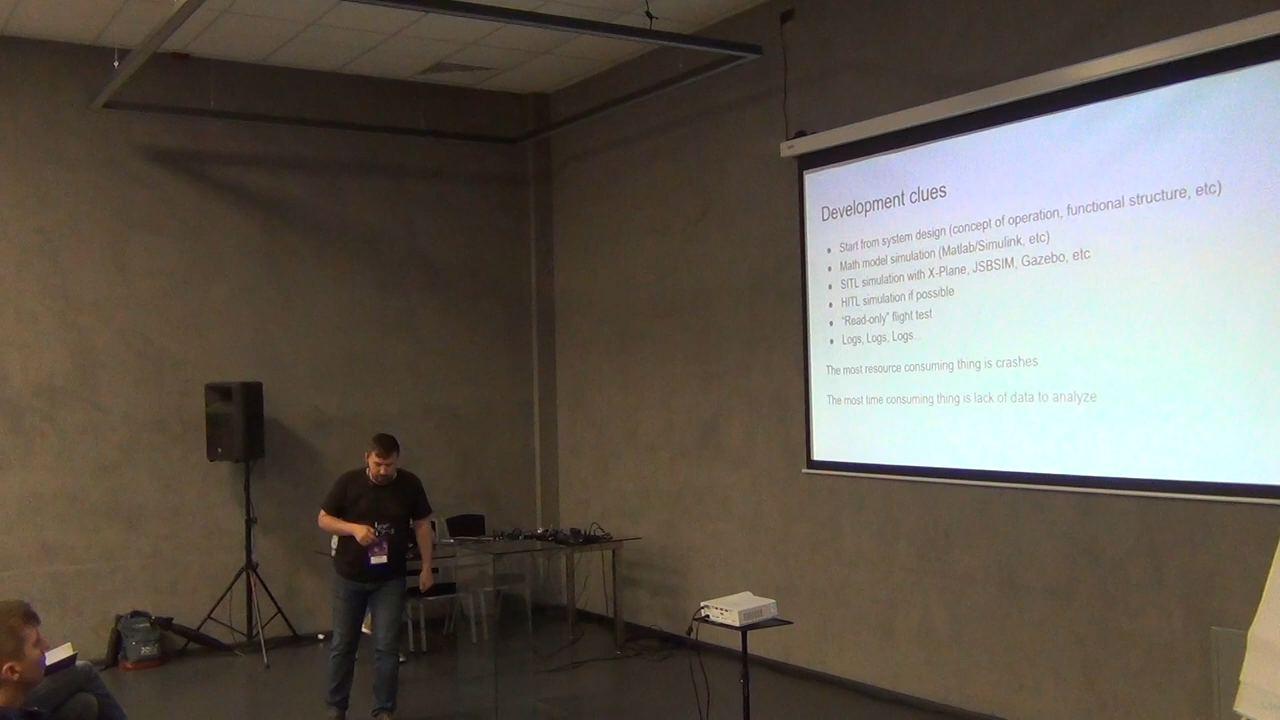 Development clues
Start from system design (concept of operation, functional structure, etc)
Math model simulation (Matlab/Simulink, etc)
SITL simulation with X-Plane, JSBSIM, Gazebo, etc
HITL simulation if possible
"Read-only" flight test
Logs, Logs, Logs...
The most resource consuming thing is crashes
The most time consuming thing is lack of data to analyze